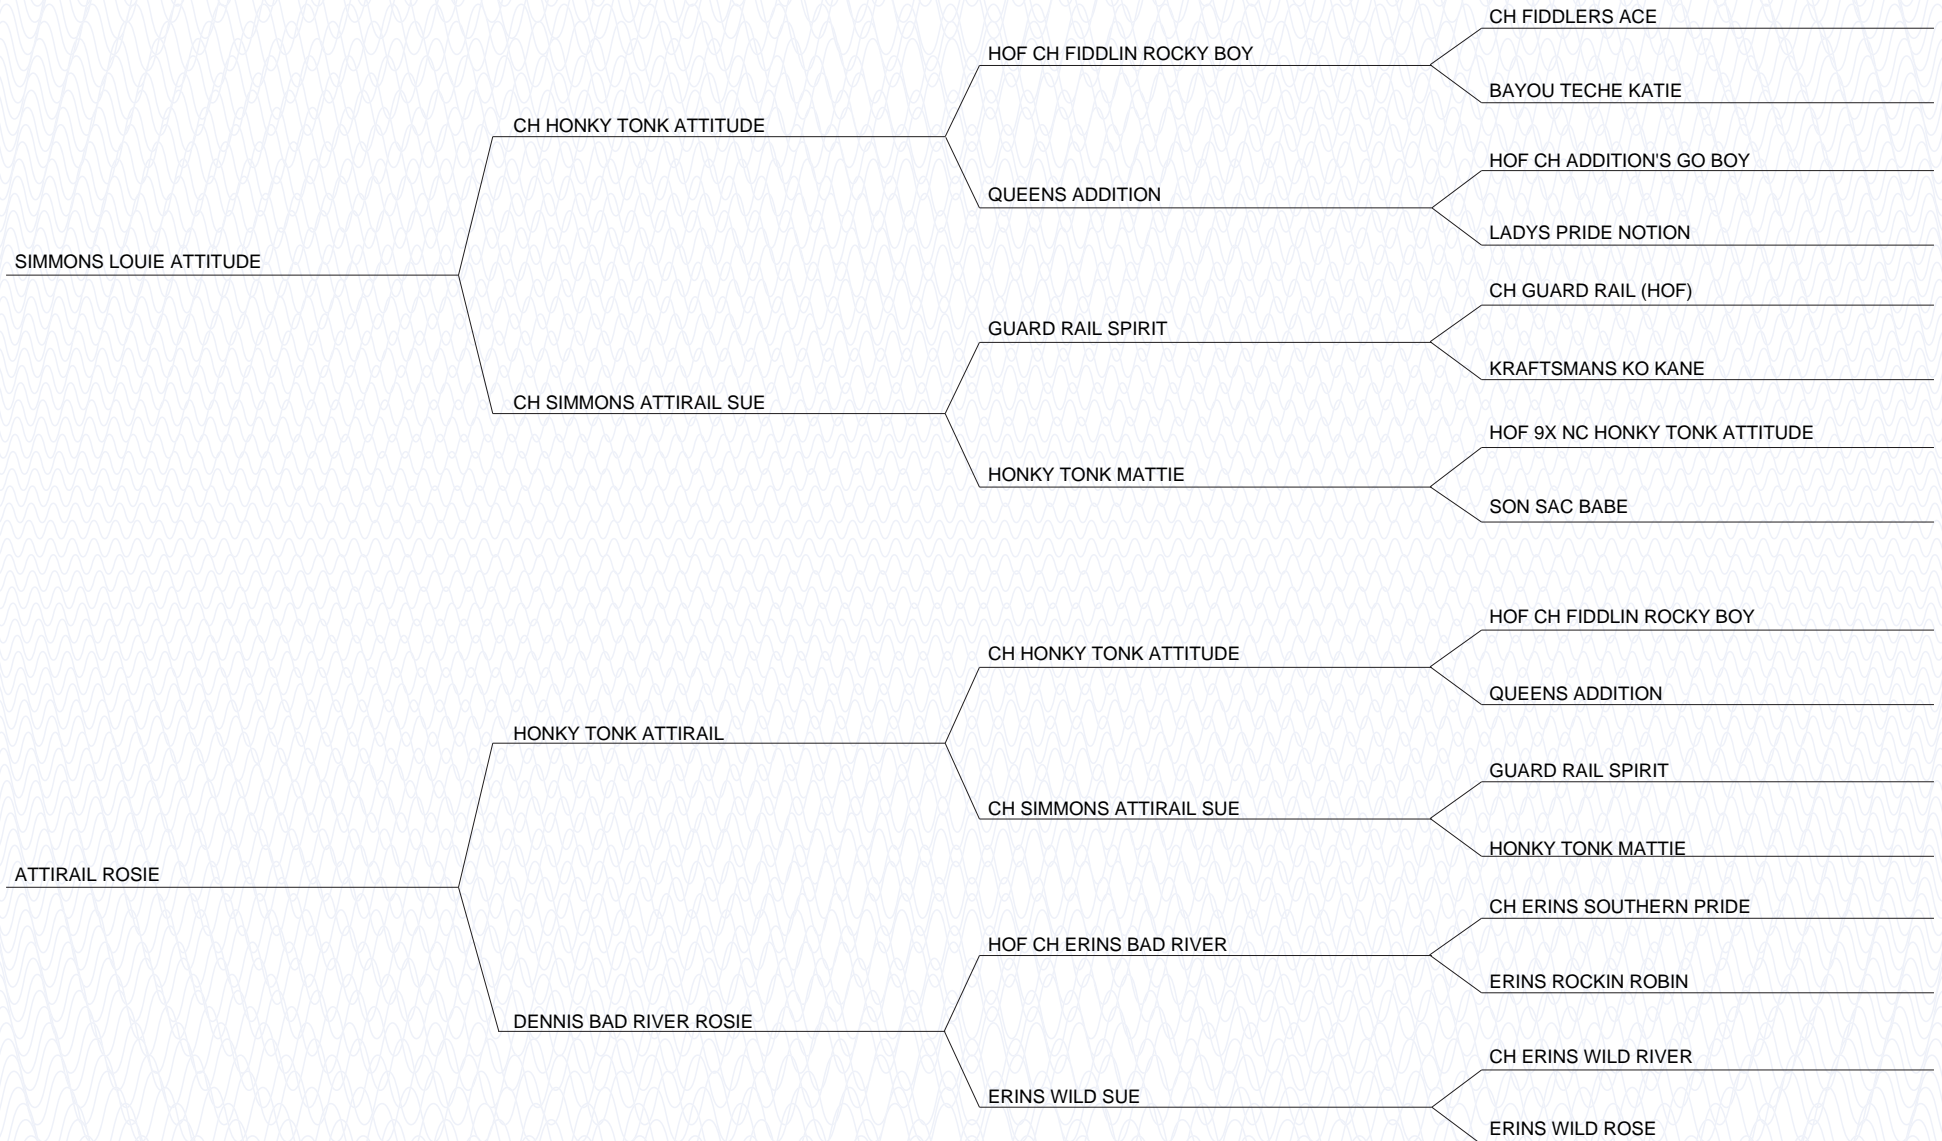 CH FIDDLERS ACE
HOF CH FIDDLIN ROCKY BOY
BAYOU TECHE KATIE
CH HONKY TONK ATTITUDE
HOF CH ADDITION'S GO BOY
QUEENS ADDITION
LADYS PRIDE NOTION
SIMMONS LOUIE ATTITUDE
CH GUARD RAIL (HOF)
GUARD RAIL SPIRIT
KRAFTSMANS KO KANE
CH SIMMONS ATTIRAIL SUE
HOF 9X NC HONKY TONK ATTITUDE
HONKY TONK MATTIE
SON SAC BABE
HOF CH FIDDLIN ROCKY BOY
CH HONKY TONK ATTITUDE
QUEENS ADDITION
HONKY TONK ATTIRAIL
GUARD RAIL SPIRIT
CH SIMMONS ATTIRAIL SUE
HONKY TONK MATTIE
ATTIRAIL ROSIE
CH ERINS SOUTHERN PRIDE
HOF CH ERINS BAD RIVER
ERINS ROCKIN ROBIN
DENNIS BAD RIVER ROSIE
CH ERINS WILD RIVER
ERINS WILD SUE
ERINS WILD ROSE